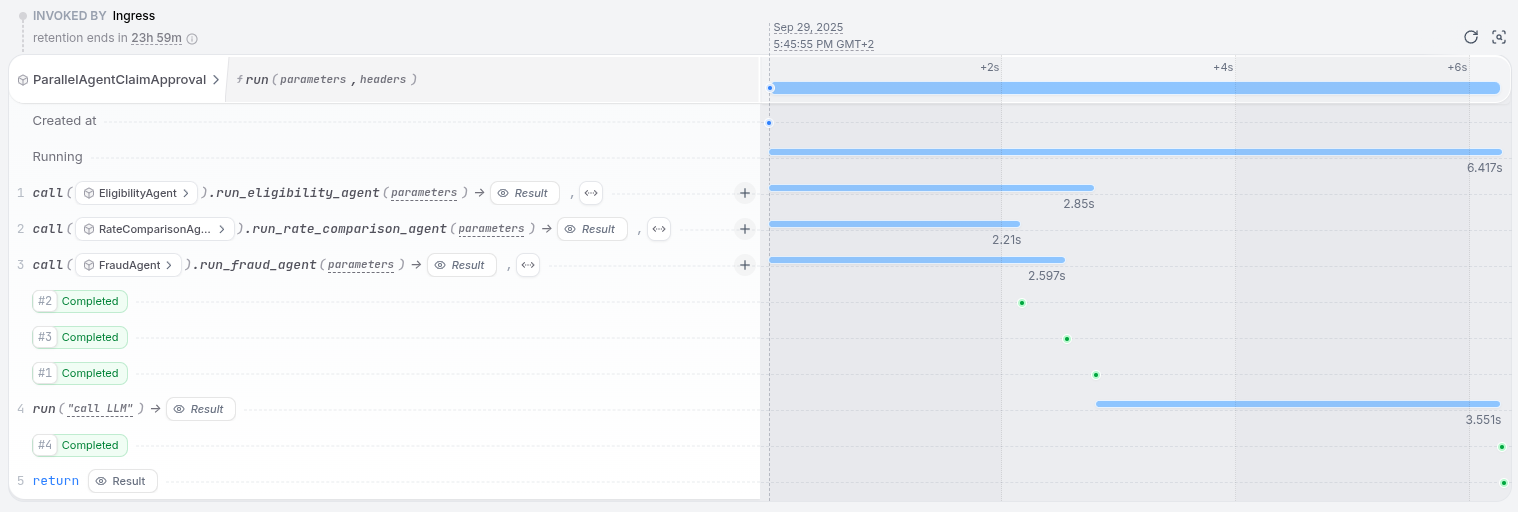 INVOKED BY Ingress
retention ends in 23h 59m
Sep 29, 2025
5:45:55 PM GMT+2
ParallelAgentClaimApproval
f run ( parameters , headers )
+2s +4s +6s
Created at
Running
6.417s
1 call ( EligibilityAgent ).run_eligibility_agent( parameters ) → Result ,
2.85s
2 call ( RateComparisonAg... ).run_rate_comparison_agent( parameters ) → Result ,
2.21s
3 call ( FraudAgent ).run_fraud_agent( parameters ) → Result ,
2.597s
#2 Completed
#3 Completed
#1 Completed
4 run ( "call LLM" ) → Result
3.551s
#4 Completed
5 return Result